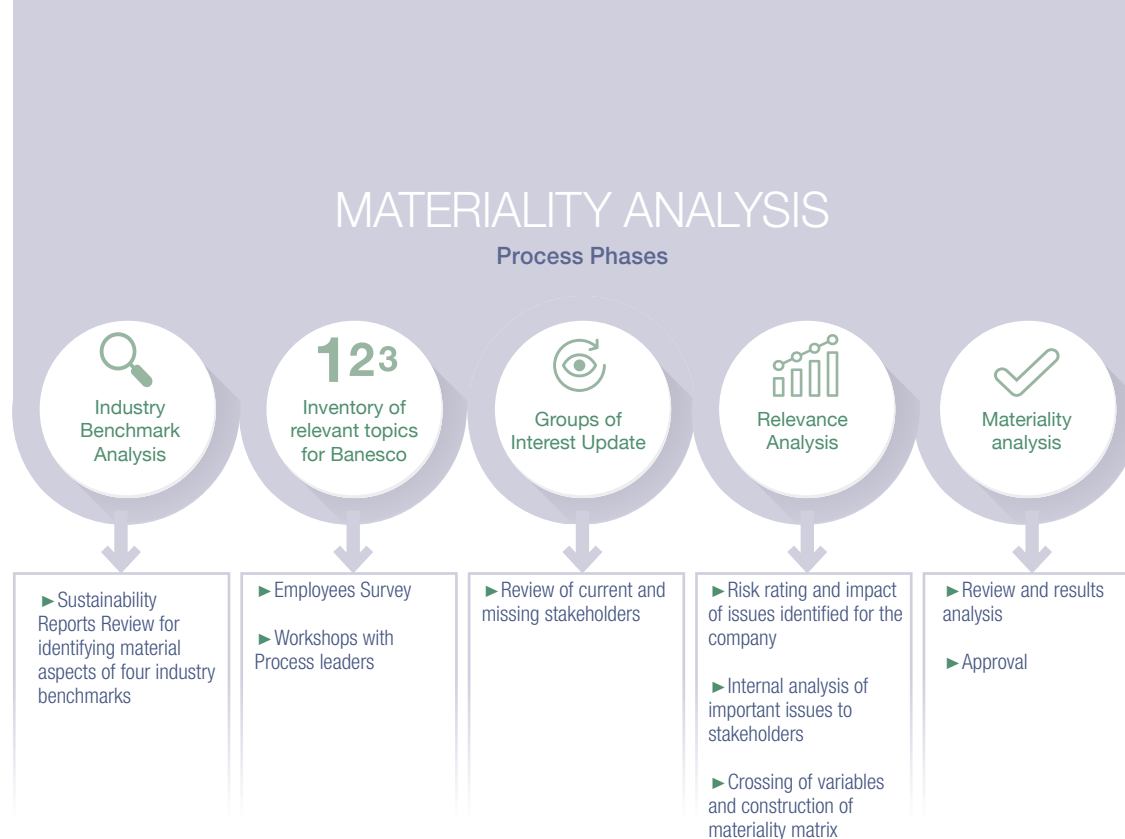 MATERIALITY ANALYSIS
Process Phases
Industry
Benchmark
Analysis
►Sustainability
Reports Review for
identifying material
aspects of four industry
benchmarks
123
Inventory of
relevant topics
for Banesco
►Employees Survey
►Workshops with
Process leaders
Groups of
Interest Update
►Review of current and
missing stakeholders
Relevance
Analysis
►Risk rating and impact
of issues identified for the
company
►Internal analysis of
important issues to
stakeholders
►Crossing of variables
and construction of
materiality matrix
Materiality
analysis
►Review and results
analysis
►Approval